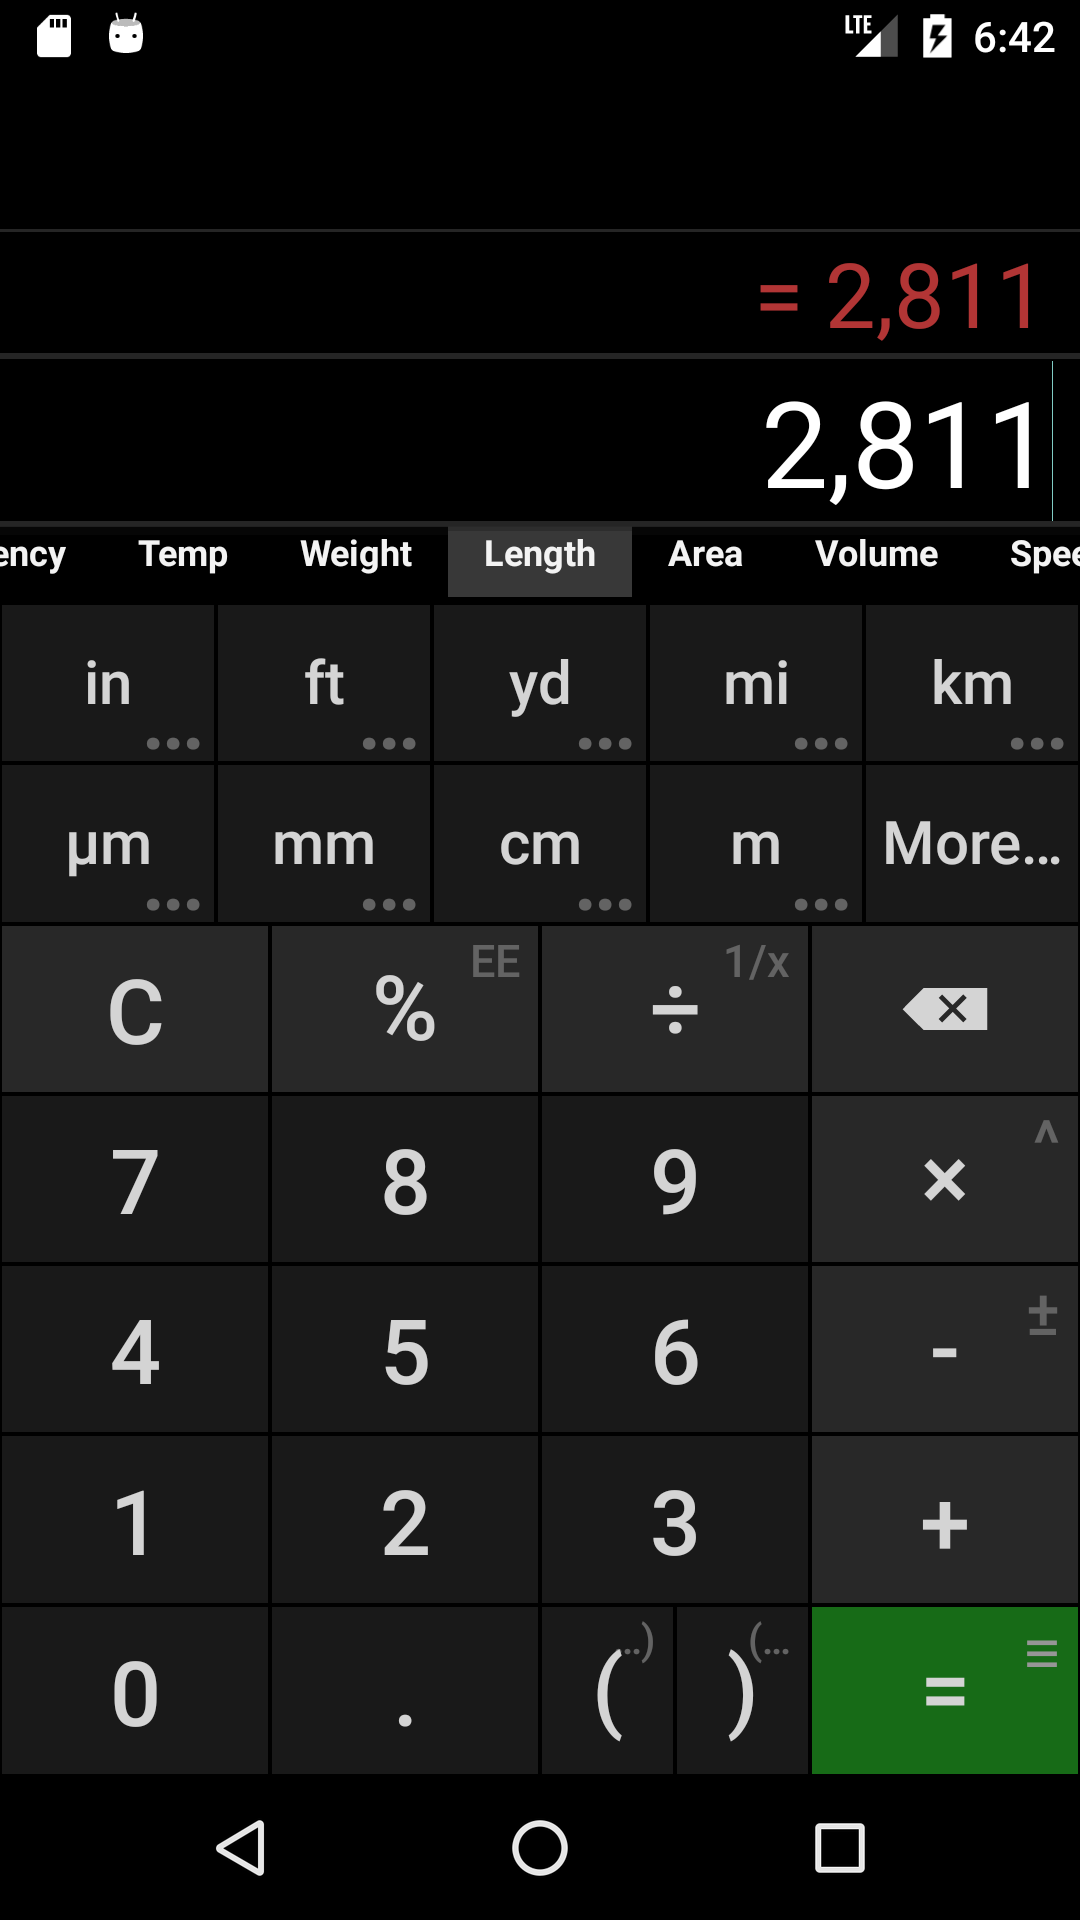 LTE 6:42
= 2,811
2,811
ency Temp Weight Length Area Volume Spee
in ft yd mi km
µm mm cm m More...
C % EE ÷ 1/x
7 8 9 × ^
4 5 6 - ±
1 2 3 +
0 . ( ..) ) (... =